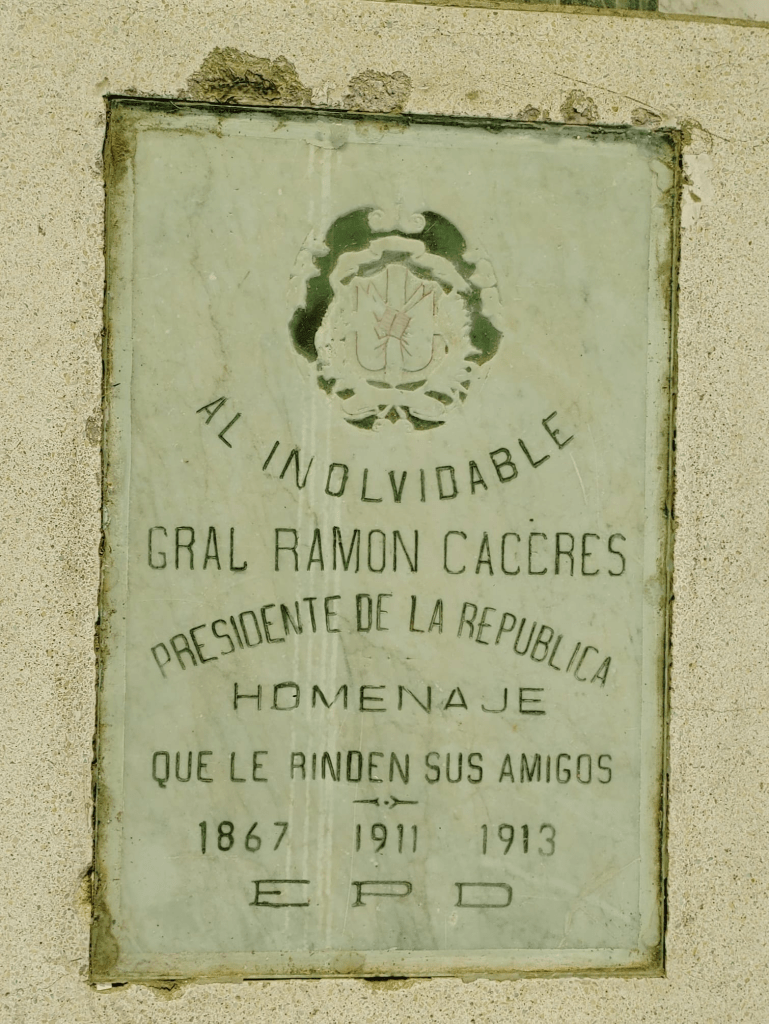 AL INOLVIDABLE
GRAL RAMON CACERES
PRESIDENTE DE LA REPUBLICA
HOMENAJE
QUE LE RINDEN SUS AMIGOS
1867 1911 1913
E P D